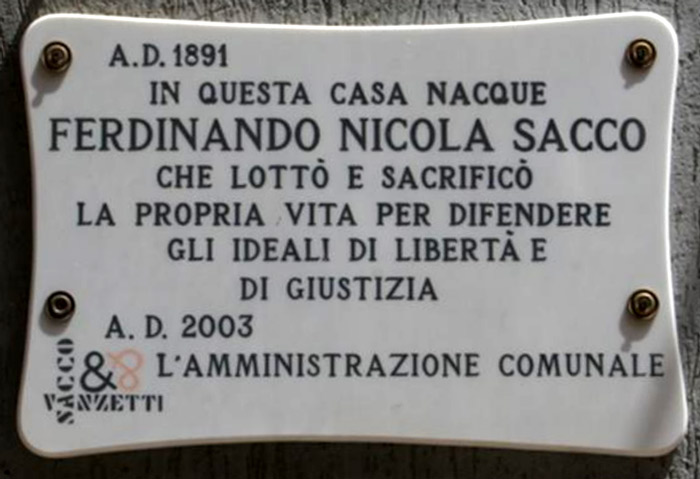 A.D. 1891
IN QUESTA CASA NACQUE
FERDINANDO NICOLA SACCO
CHE LOTTÒ E SACRIFICÒ
LA PROPRIA VITA PER DIFENDERE
GLI IDEALI DI LIBERTÀ E
DI GIUSTIZIA
A. D. 2003
L'AMMINISTRAZIONE COMUNALE
SACCO
&&
VANZETTI